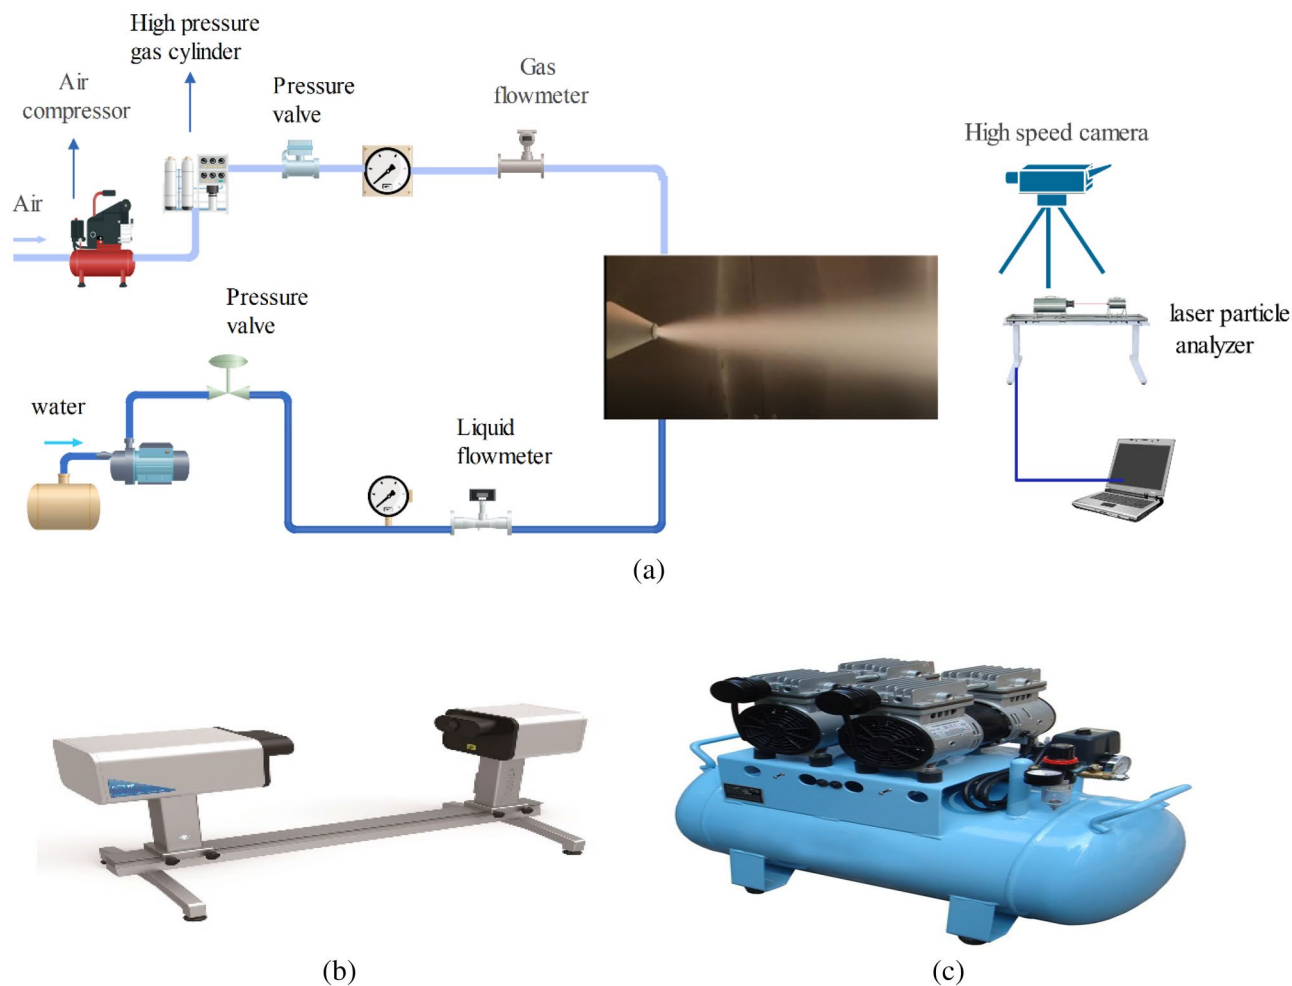 High pressure
gas cylinder
Air
compressor
Pressure
valve
Gas
flowmeter
High speed camera
Air
Pressure
valve
laser particle
analyzer
water
Liquid
flowmeter
(a)
(b)
(c)